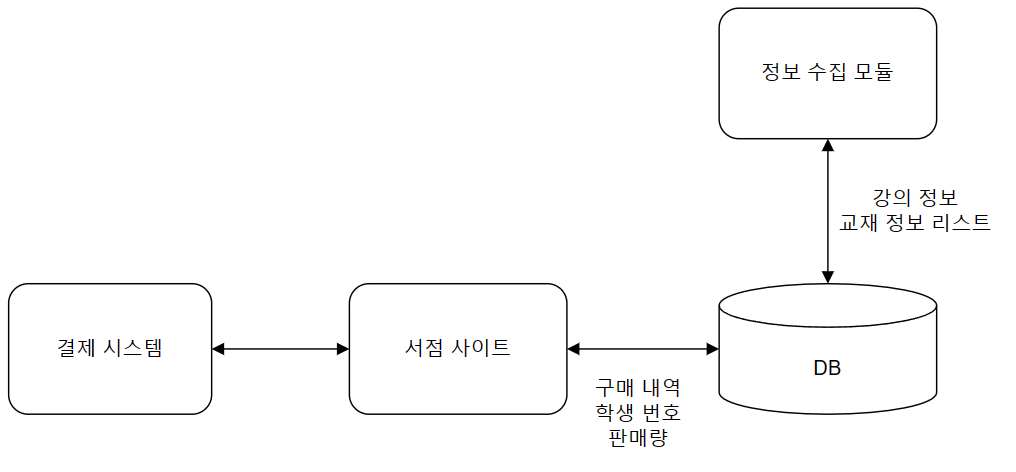 정보 수집 모듈
강의 정보
교재 정보 리스트
결제 시스템
서점 사이트
DB
구매 내역
학생 번호
판매량